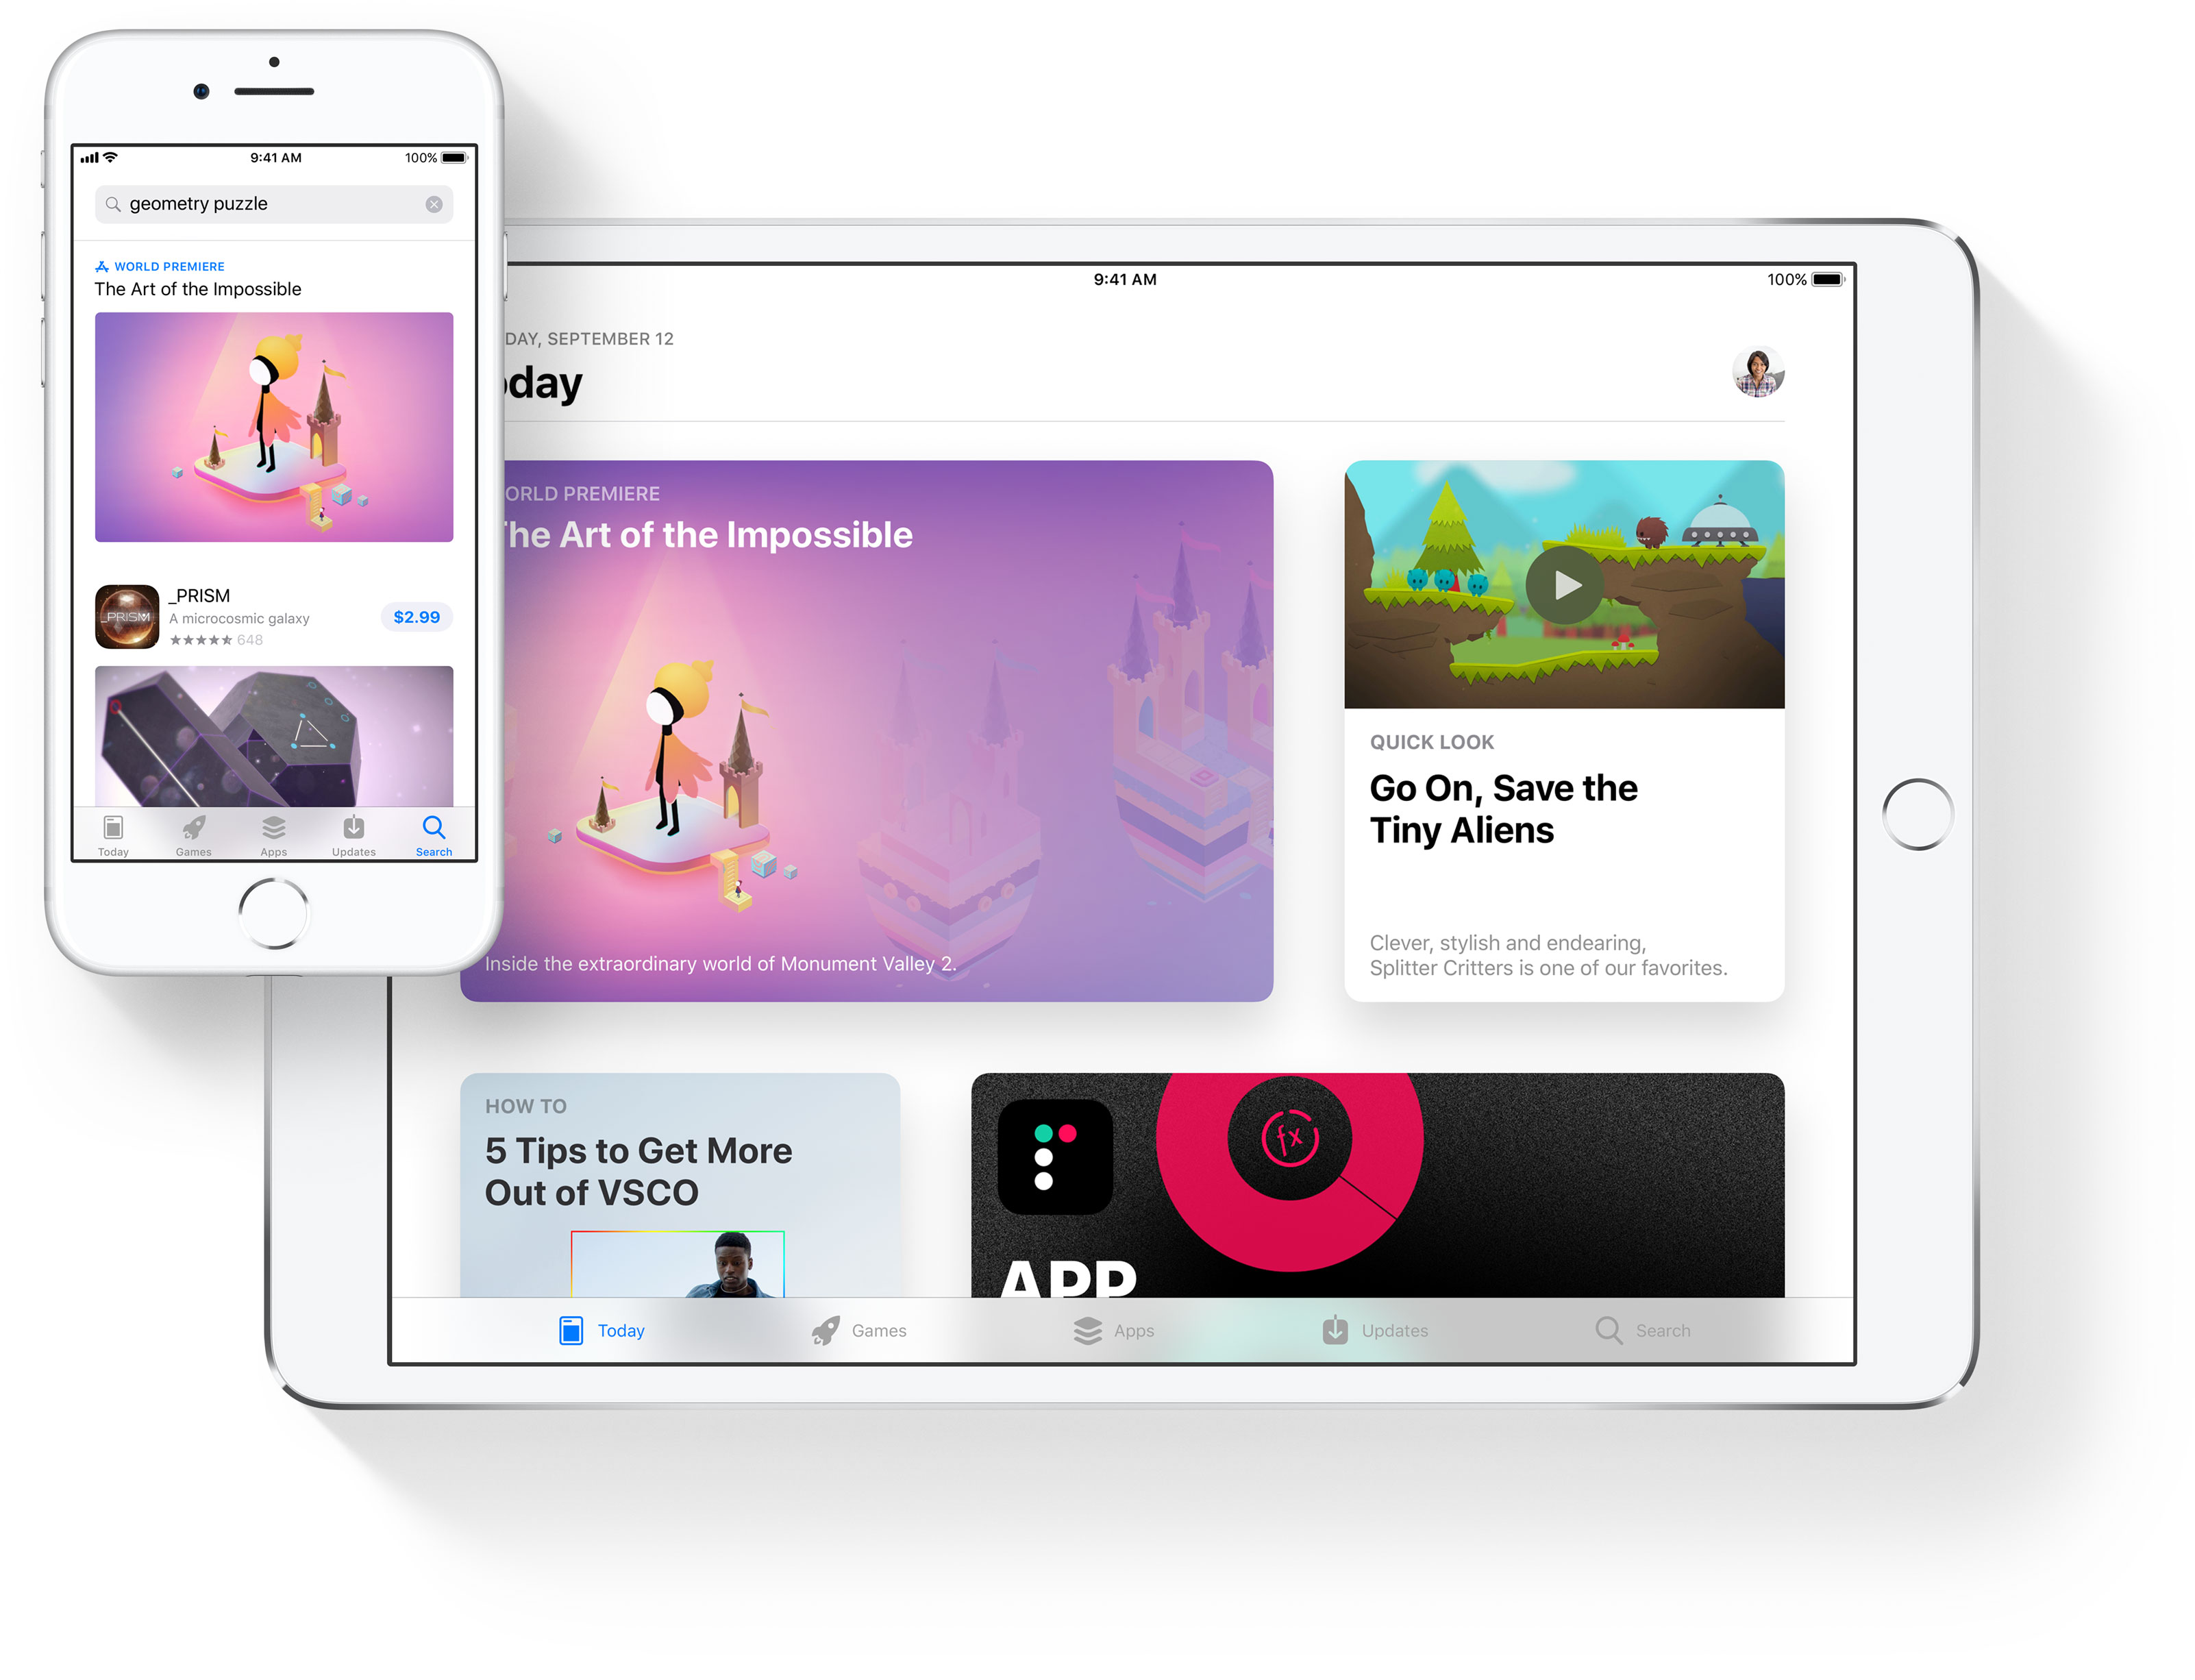 9:41 AM
100%
geometry puzzle
WORLD PREMIERE
The Art of the Impossible
_PRISM
_PRISM
A microcosmic galaxy
648
$2.99
Today
Games
Apps
Updates
Search
9:41 AM
100%
DAY, SEPTEMBER 12
oday
ORLD PREMIERE
The Art of the Impossible
Inside the extraordinary world of Monument Valley 2.
QUICK LOOK
Go On, Save the
Tiny Aliens
Clever, stylish and endearing,
Splitter Critters is one of our favorites.
HOW TO
5 Tips to Get More
Out of VSCO
fx
APP
Today
Games
Apps
Updates
Search